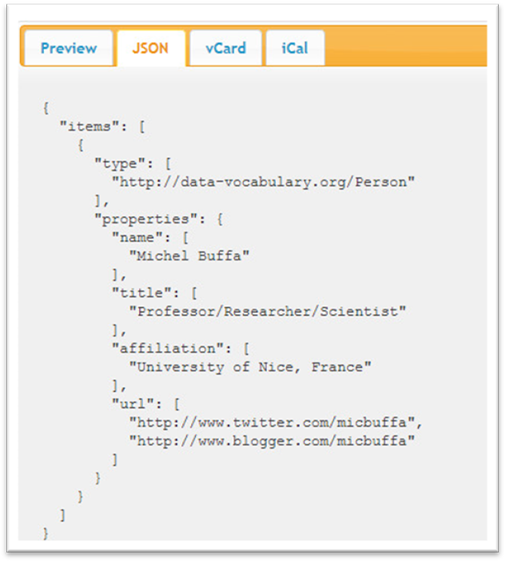 Preview JSON vCard iCal
{
  "items": [
    {
      "type": [
        "http://data-vocabulary.org/Person"
      ],
      "properties": {
        "name": [
          "Michel Buffa"
        ],
        "title": [
          "Professor/Researcher/Scientist"
        ],
        "affiliation": [
          "University of Nice, France"
        ],
        "url": [
          "http://www.twitter.com/micbuffa",
          "http://www.blogger.com/micbuffa"
        ]
      }
    }
  ]
}